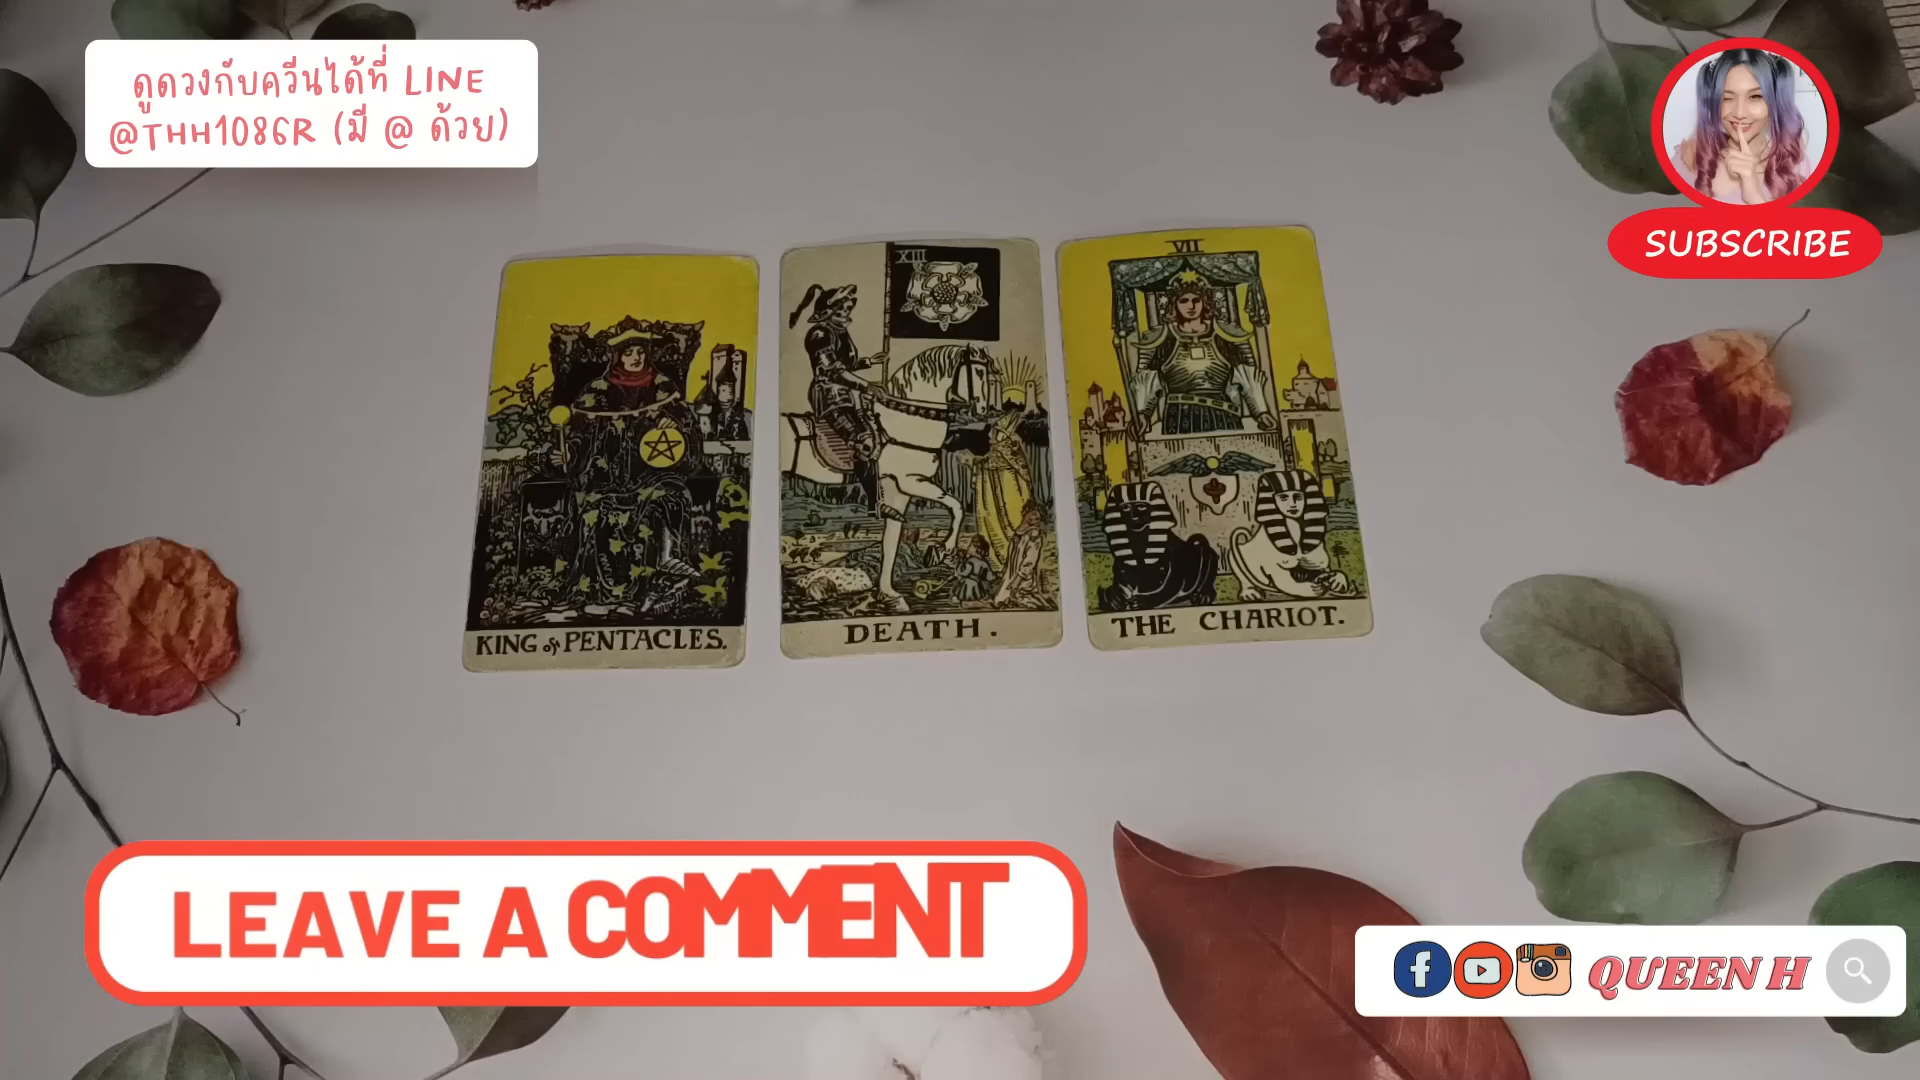 ดูดวงกับควีนได้ที่ LINE
@THH1086R (มี @ ด้วย)
SUBSCRIBE
XIII
VII
KING of PENTACLES.
DEATH.
THE CHARIOT.
LEAVE A COMMENT
QUEEN H